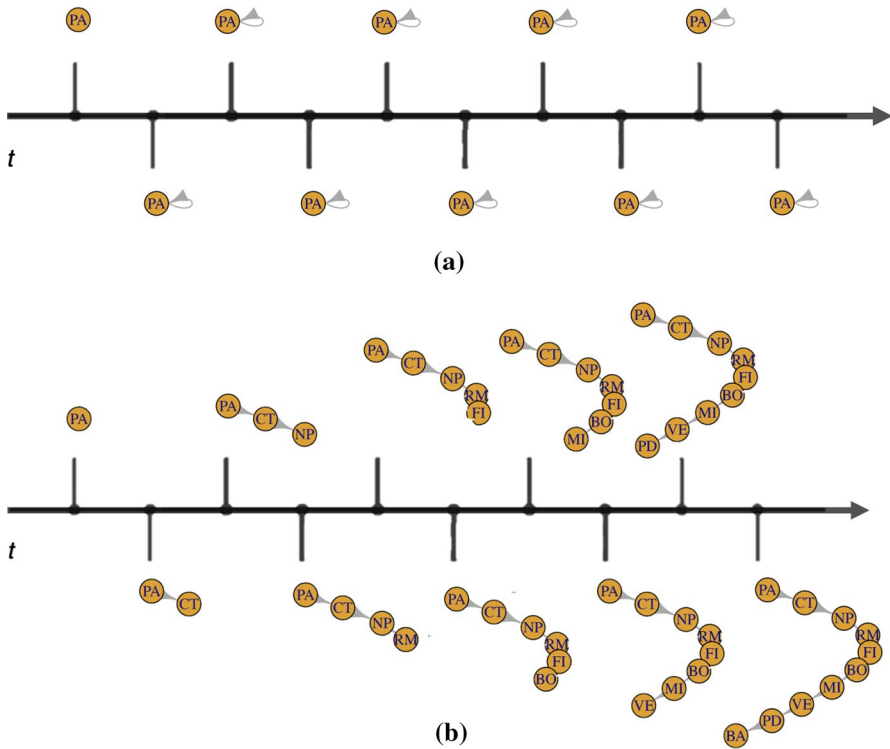 PA PA PA PA PA
t
PA PA PA PA PA
(a)
PA CT NP RM FI BO MI VE PD
PA CT NP RM FI BO MI
PA CT NP RM FI
PA CT NP
PA
t
PA CT
PA CT NP RM
PA CT NP RM FI BO
PA CT NP RM FI BO MI VE
PA CT NP RM FI BO MI VE PD BA
(b)